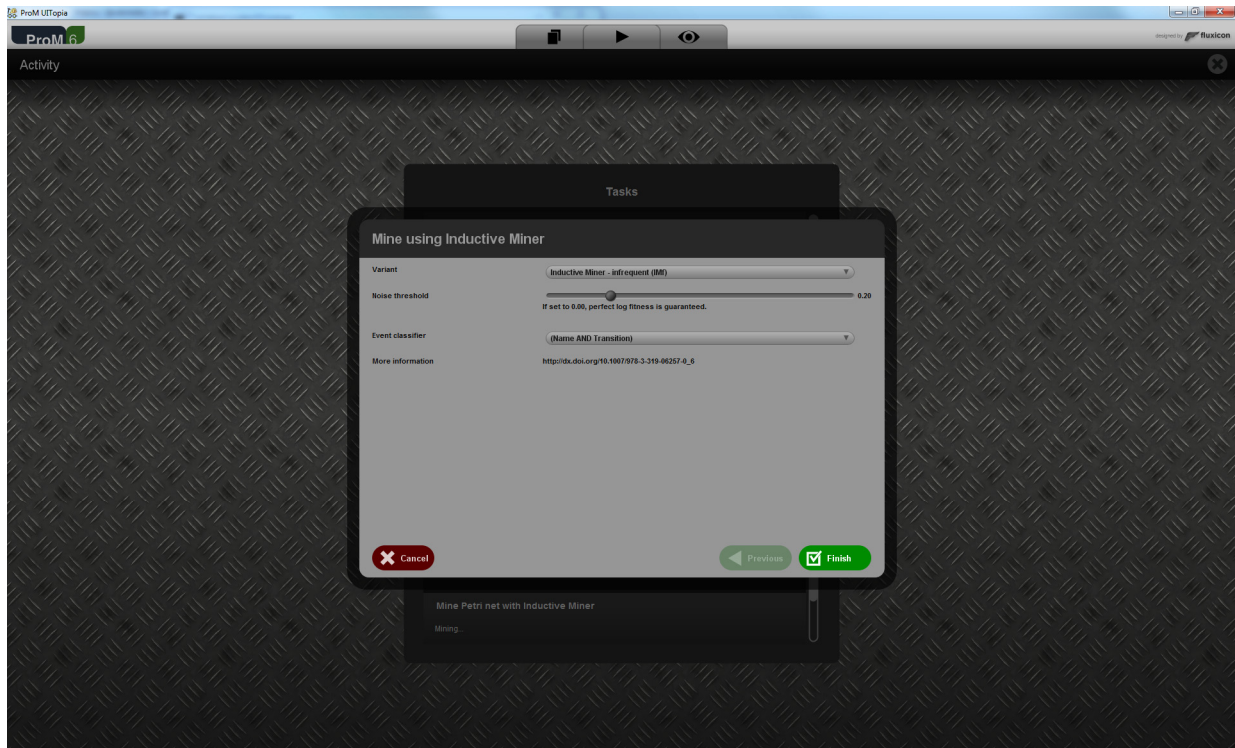 ProM UITopia
ProM 6
designed by fluxicon
Activity
Tasks
Mine using Inductive Miner
Variant
Inductive Miner - infrequent (IMf)
Noise threshold
0.20
If set to 0.00, perfect log fitness is guaranteed.
Event classifier
(Name AND Transition)
More information
http://dx.doi.org/10.1007/978-3-319-06257-0_6
Cancel
Previous
Finish
Mine Petri net with Inductive Miner
Mining...